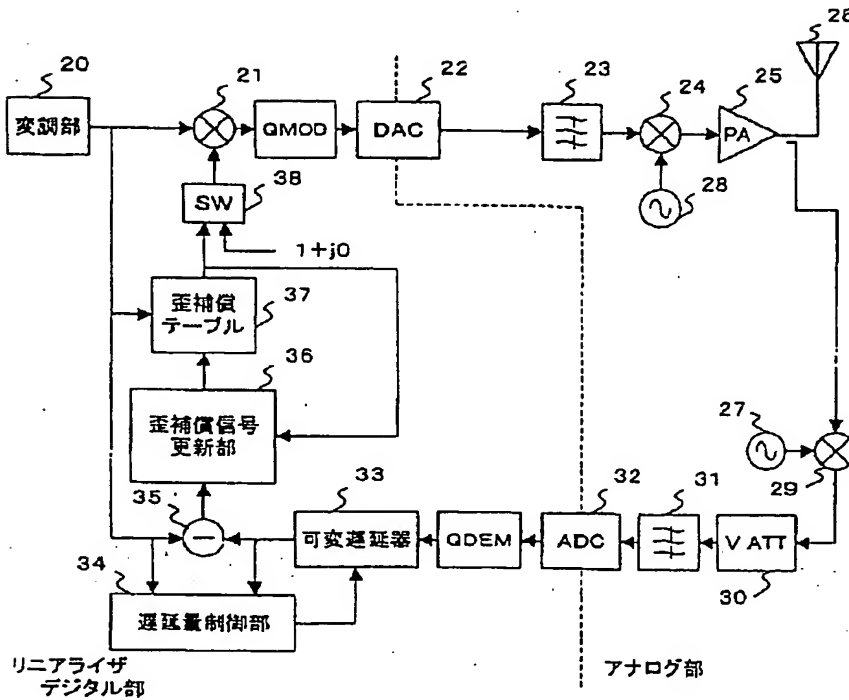 20
変調部
21
QMOD
22
DAC
23
24
25
PA
26
28
38
SW
1+j0
歪補償
テーブル
37
36
歪補償信号
更新部
27
29
35
33
可変遅延器
QDEM
32
ADC
31
V ATT
30
34
遅延量制御部
リニアライザ
デジタル部
アナログ部